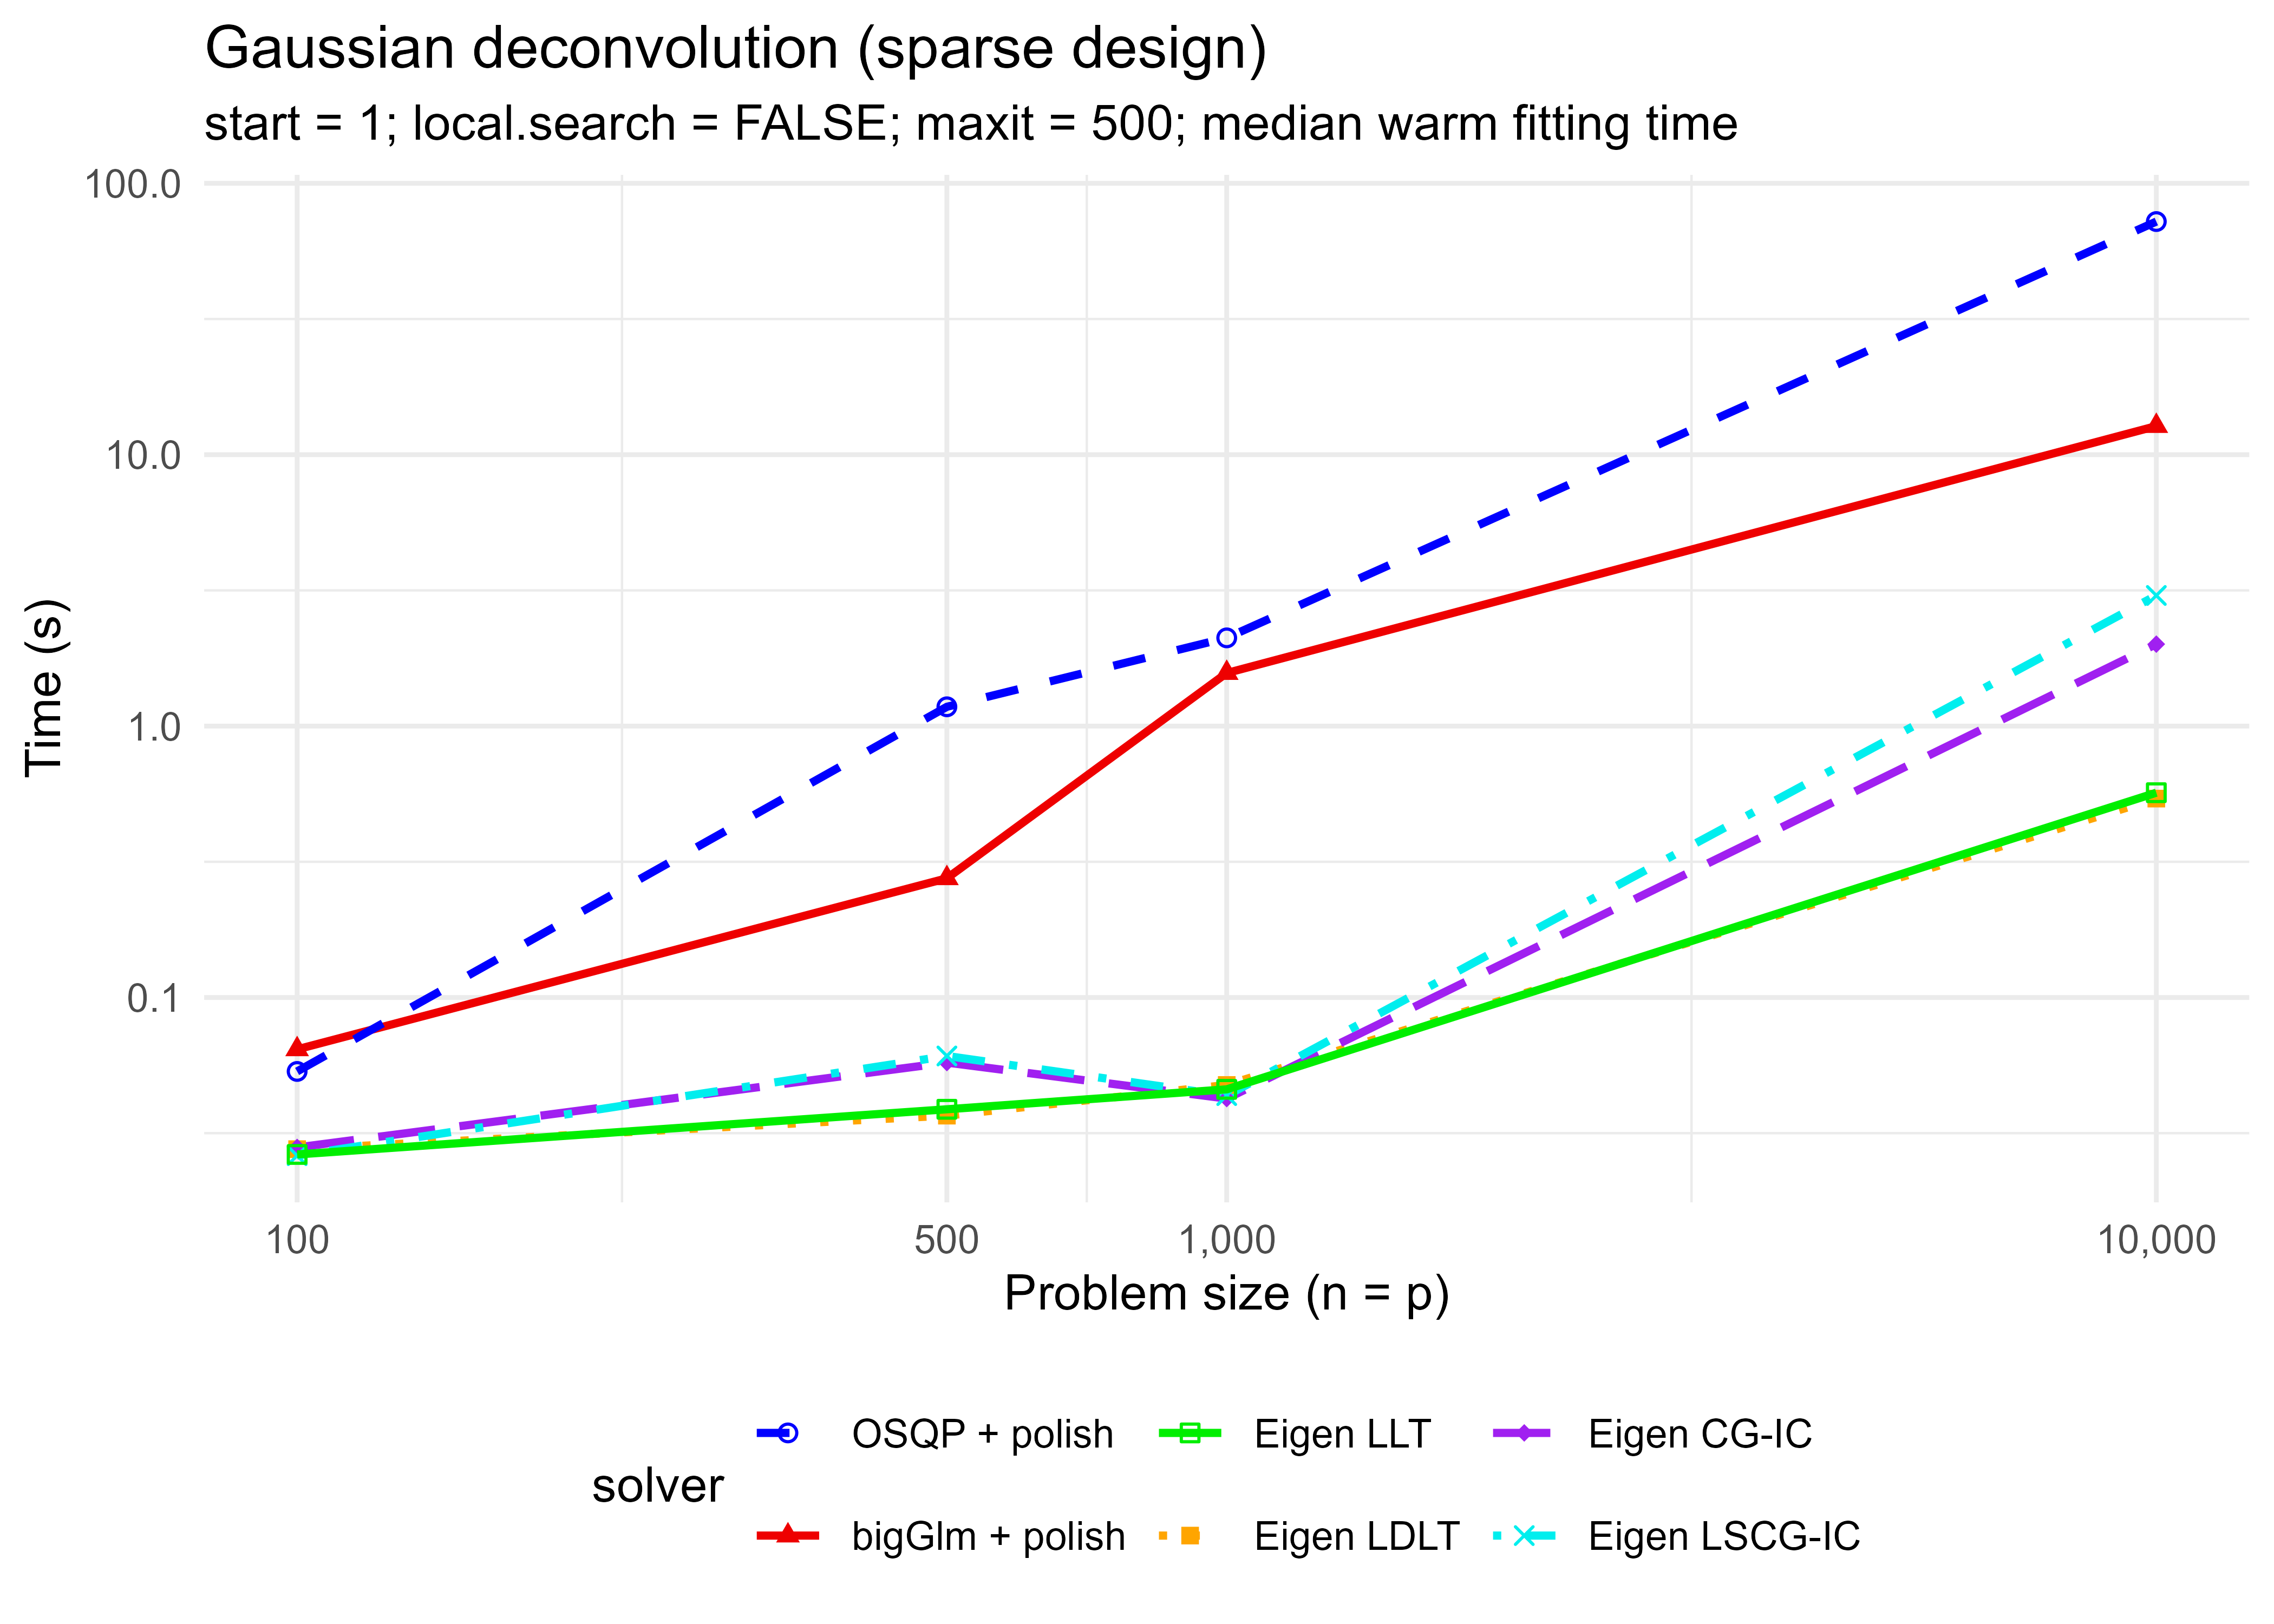 Gaussian deconvolution (sparse design)
start = 1; local.search = FALSE; maxit = 500; median warm fitting time
100.0
10.0
1.0
0.1
Time (s)
100
500
1,000
10,000
Problem size (n = p)
solver
OSQP + polish
Eigen LLT
Eigen CG-IC
bigGlm + polish
Eigen LDLT
Eigen LSCG-IC